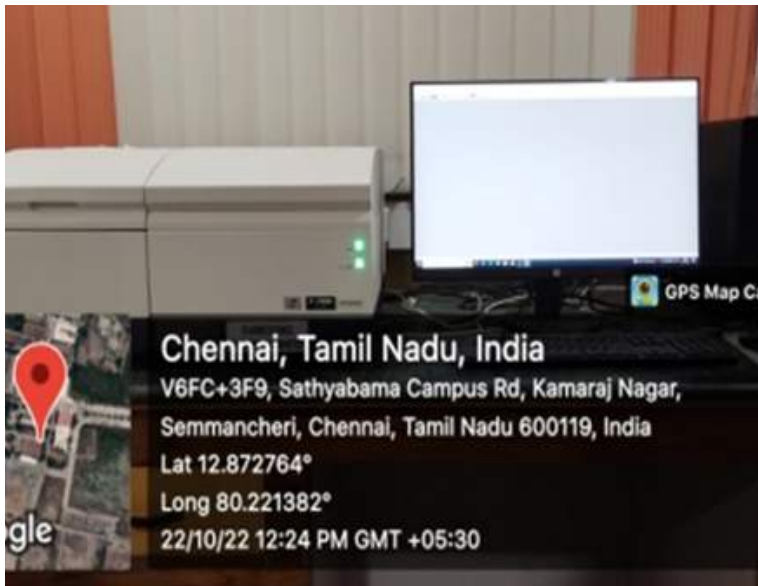 GPS Map Ca
Chennai, Tamil Nadu, India
V6FC+3F9, Sathyabama Campus Rd, Kamaraj Nagar,
Semmancheri, Chennai, Tamil Nadu 600119, India
Lat 12.872764°
Long 80.221382°
22/10/22 12:24 PM GMT +05:30
ogle